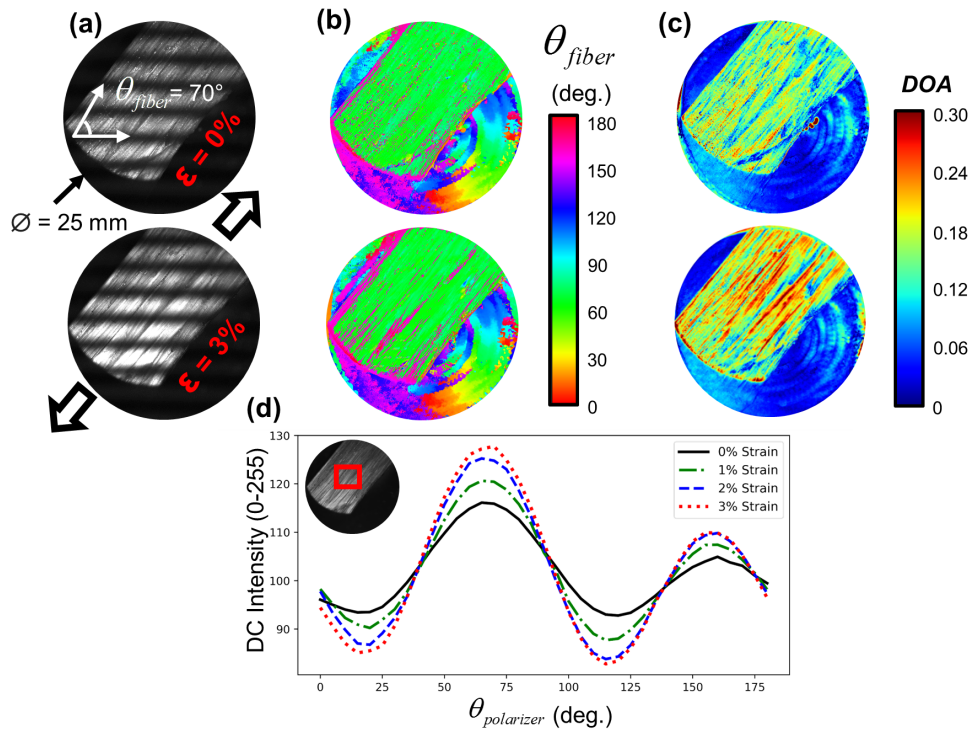 (a)
θfiber = 70°
ε = 0%
Ø = 25 mm
ε = 3%
(b)
θfiber
(deg.)
180
150
120
90
60
30
0
(c)
DOA
0.30
0.24
0.18
0.12
0.06
0
(d)
DC Intensity (0-255)
130
120
110
100
90
0% Strain
1% Strain
2% Strain
3% Strain
0 25 50 75 100 125 150 175
θpolarizer (deg.)